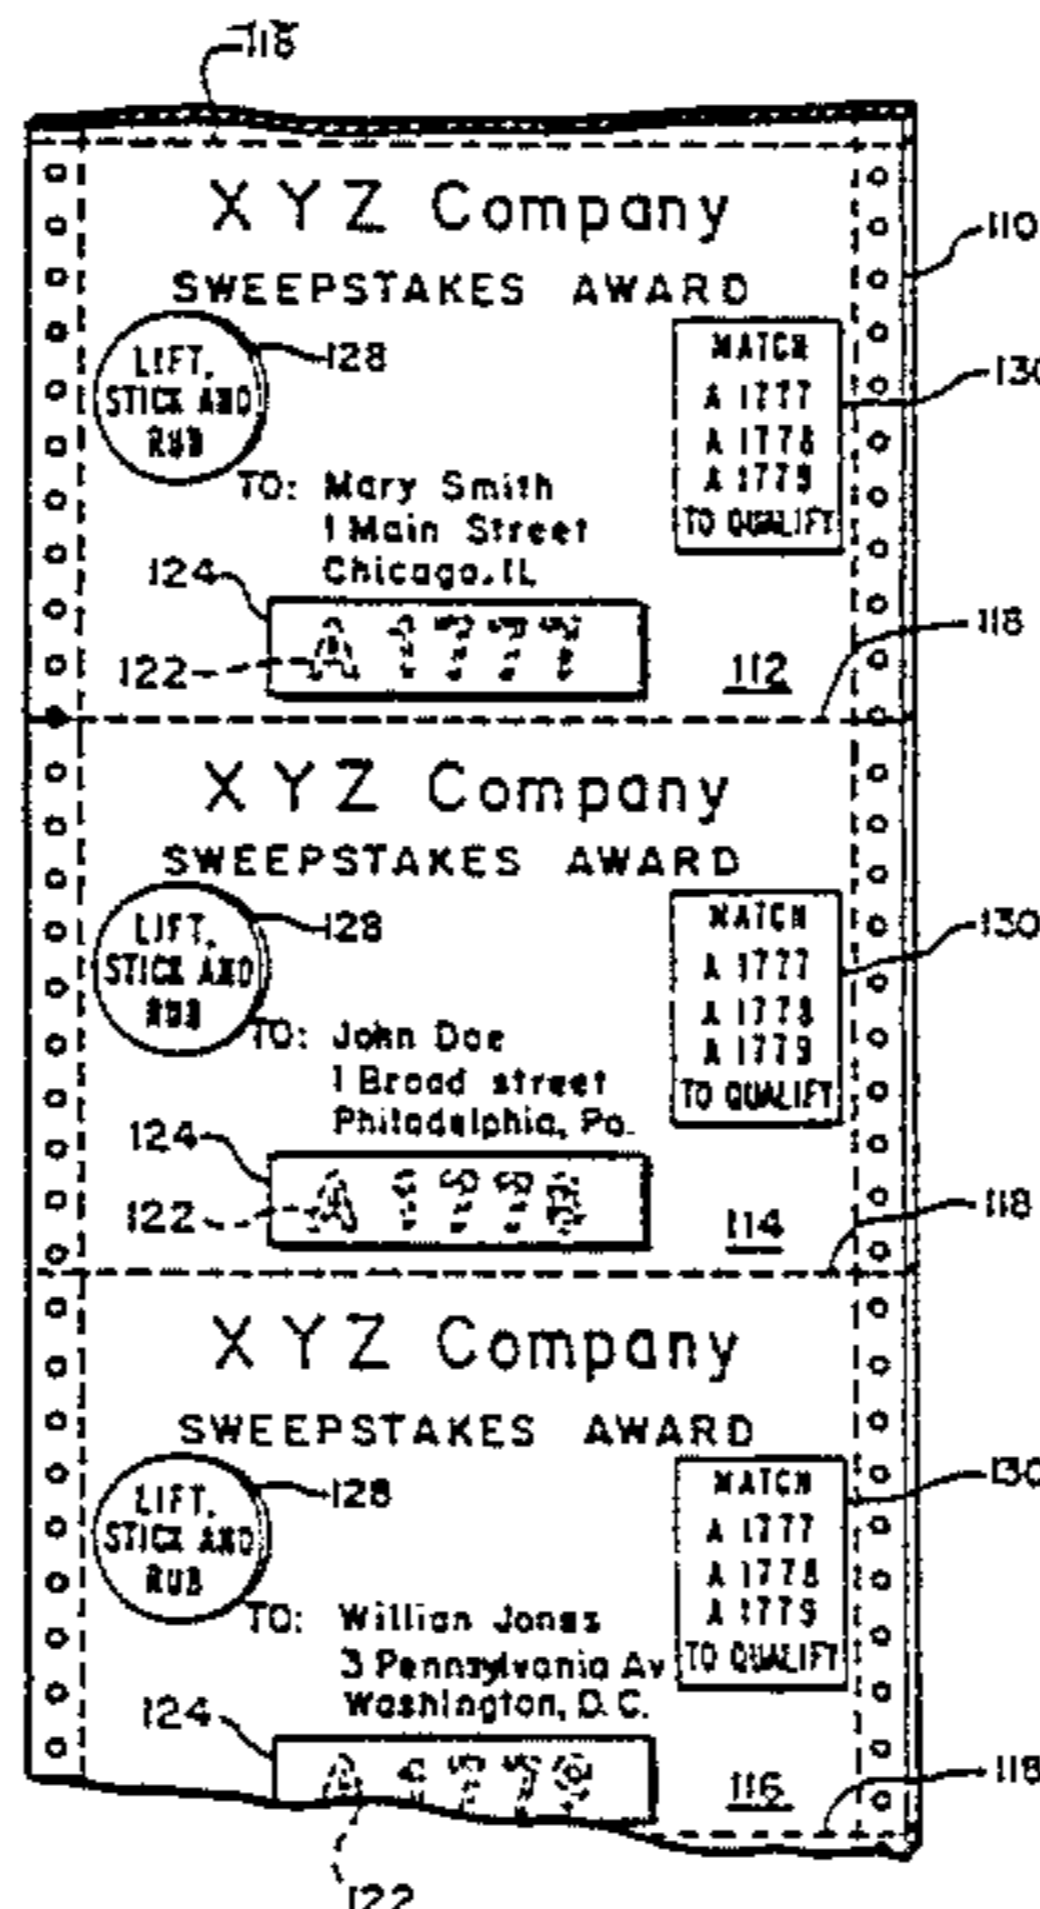 118
XYZ Company
110
SWEEPSTAKES AWARD
LIFT,
STICK AND
RUB
128
MATCH
A 1777
A 1778
A 1779
TO QUALIFY
130
TO: Mary Smith
1 Main Street
Chicago, IL
124
A 1777
122
112
118
XYZ Company
SWEEPSTAKES AWARD
LIFT,
STICK AND
RUB
128
MATCH
A 1777
A 1778
A 1779
TO QUALIFY
130
TO: John Doe
1 Broad street
Philadelphia, Pa.
124
A 1778
122
114
118
XYZ Company
SWEEPSTAKES AWARD
LIFT,
STICK AND
RUB
128
MATCH
A 1777
A 1778
A 1779
TO QUALIFY
130
TO: Willian Jones
3 Pennsylvania Av
Washington, D.C.
124
116
118
122